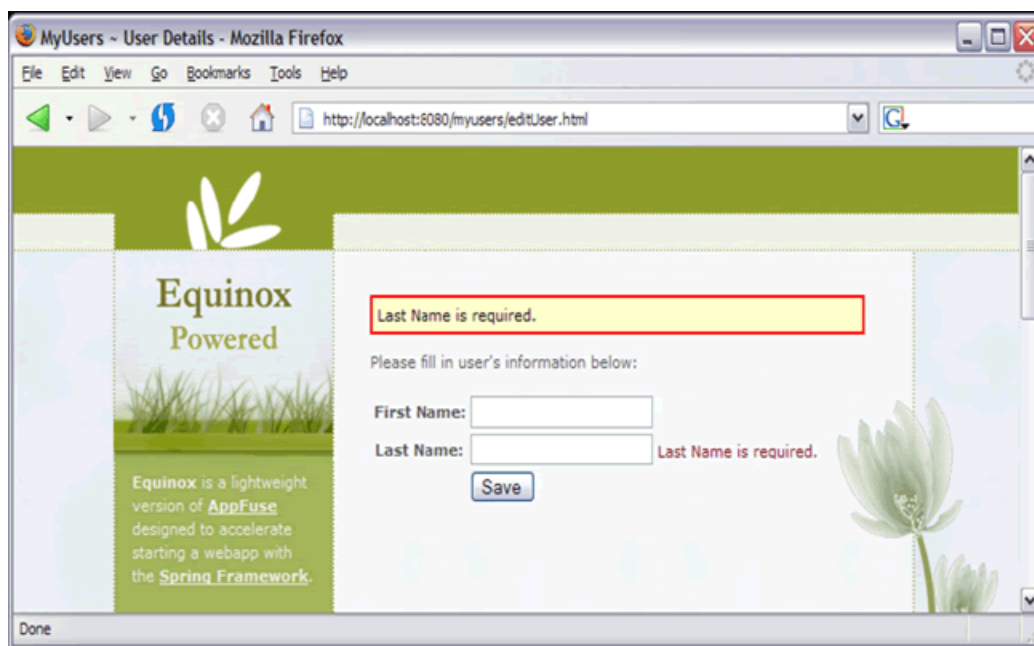 MyUsers ~ User Details - Mozilla Firefox
File Edit View Go Bookmarks Tools Help
http://localhost:8080/myusers/editUser.html
G
Equinox
Powered
Equinox is a lightweight
version of AppFuse
designed to accelerate
starting a webapp with
the Spring Framework.
Last Name is required.
Please fill in user's information below:
First Name:
Last Name: Last Name is required.
Save
Done